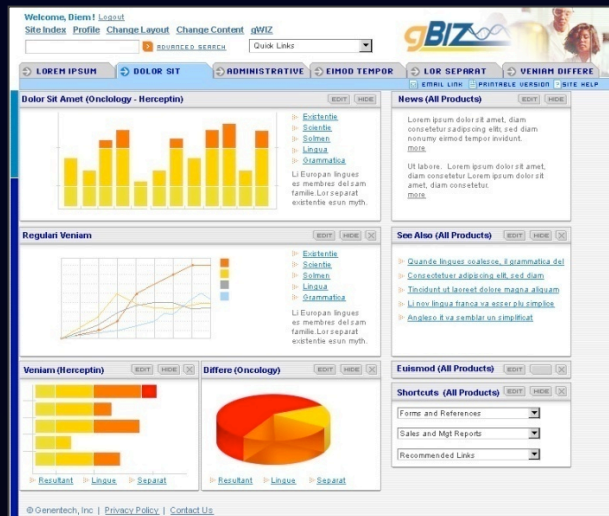 Welcome, Diem! Logout
Site Index Profile Change Layout Change Content gWIZ
ADVANCED SEARCH Quick Links
gBIZ
LOREM IPSUM DOLOR SIT ADMINISTRATIVE EIMOD TEMPOR LOR SEPARAT VENIAM DIFFERE
EMAIL LINK PRINTABLE VERSION SITE HELP
Dolor Sit Amet (Onclology - Herceptin) EDIT HIDE
Existentie
Scientie
Solmen
Lingua
Grammatica
Li Europan lingues
es membres del sam
familie. Lor separat
existentie esun myth.
News (All Products) EDIT HIDE
Lorem ipsum dolor sit amet, diam
consetetur sadipscing elit, sed diam
nonumy eirmod tempor invidunt.
more
Ut labore. Lorem ipsum dolor sit amet,
diam consetetur Lorem ipsum dolor sit
amet, diam consetetur.
more
Regulari Veniam EDIT HIDE X
Existentie
Scientie
Solmen
Lingua
Grammatica
Li Europan lingues
es membres del sam
familie. Lor separat
existentie esun myth.
See Also (All Products) EDIT HIDE X
Quande lingues coalesce, il grammatica del
Consectetuer adipiscing elit, sed diam
Tincidunt ut laoreet dolore magna aliquam
Li nov lingua franca va esser plu simplice
Angleso it va semblar un simplificat
Veniam (Herceptin) EDIT HIDE X
Resultant Lingue Separat
Differe (Oncology) EDIT HIDE X
Resultant Lingue Separat
Euismod (All Products) EDIT X
Shortcuts (All Products) EDIT HIDE X
Forms and References
Sales and Mgt Reports
Recommended Links
© Genentech, Inc | Privacy Policy | Contact Us